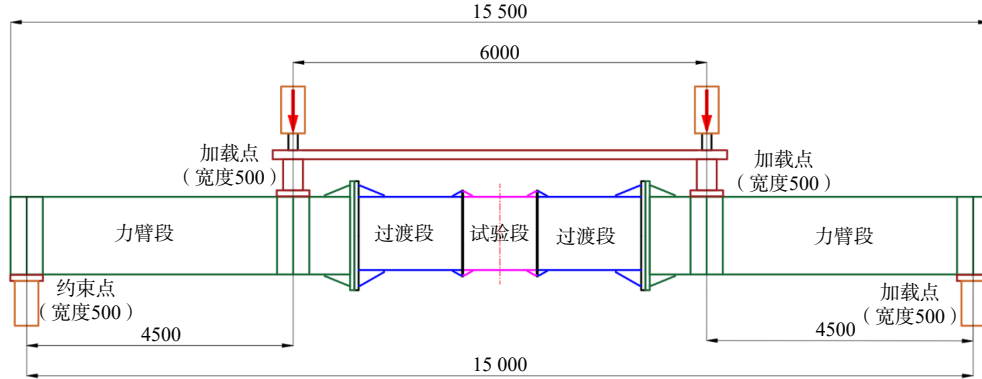 15 500
6000
加载点
（宽度500）
加载点
（宽度500）
力臂段
过渡段
试验段
过渡段
力臂段
约束点
（宽度500）
加载点
（宽度500）
4500
4500
15 000